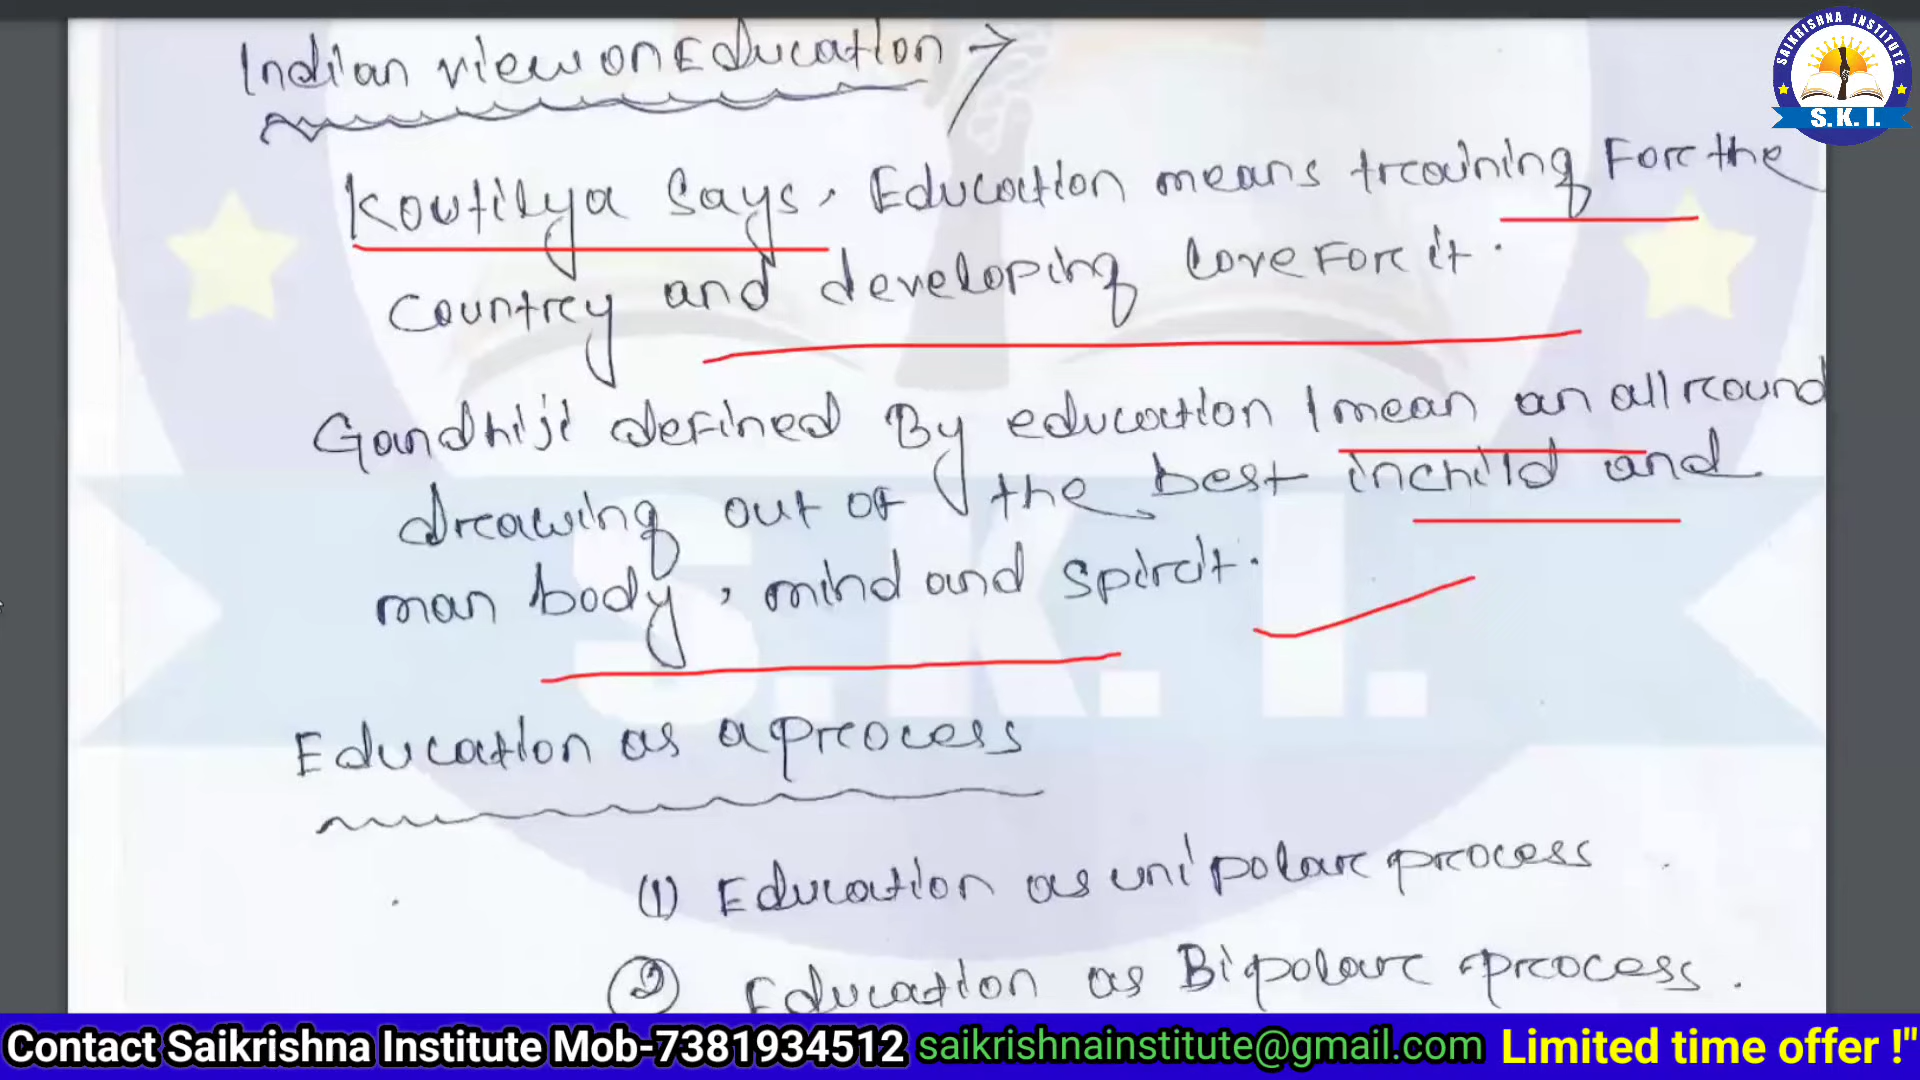 Indian view on Education
Koutilya Says, Education means training For the
Country and developing love For it.
Gandhiji defined By education I mean an all round
drawing out of the best in child and
man body, mind and spirit.
Education as a process
(1) Education as unipolar process
(2) Education as Bipolar process.
SAIKRISHNA INSTITUTE
S.K.I.
S.K.I.
Contact Saikrishna Institute Mob-7381934512 saikrishnainstitute@gmail.com Limited time offer !"